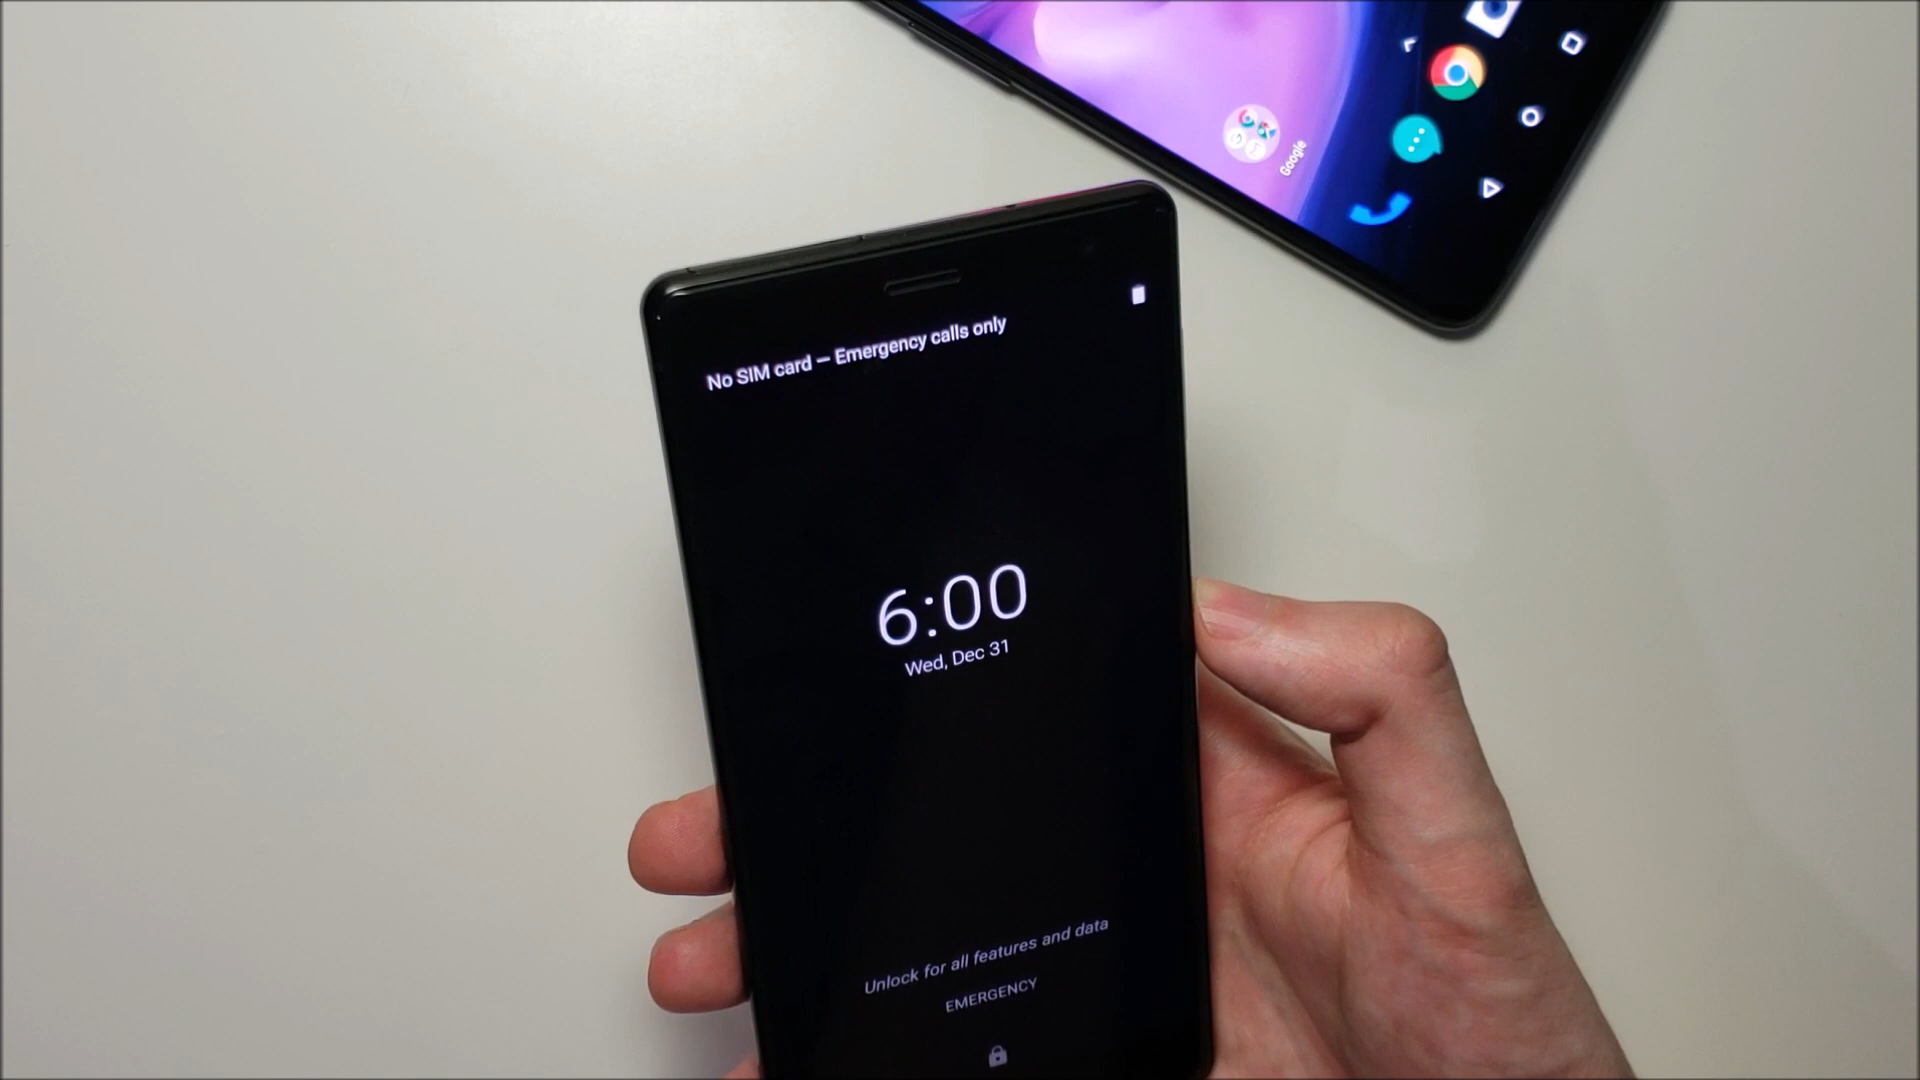 Google
No SIM card — Emergency calls only
6:00
Wed, Dec 31
Unlock for all features and data
EMERGENCY